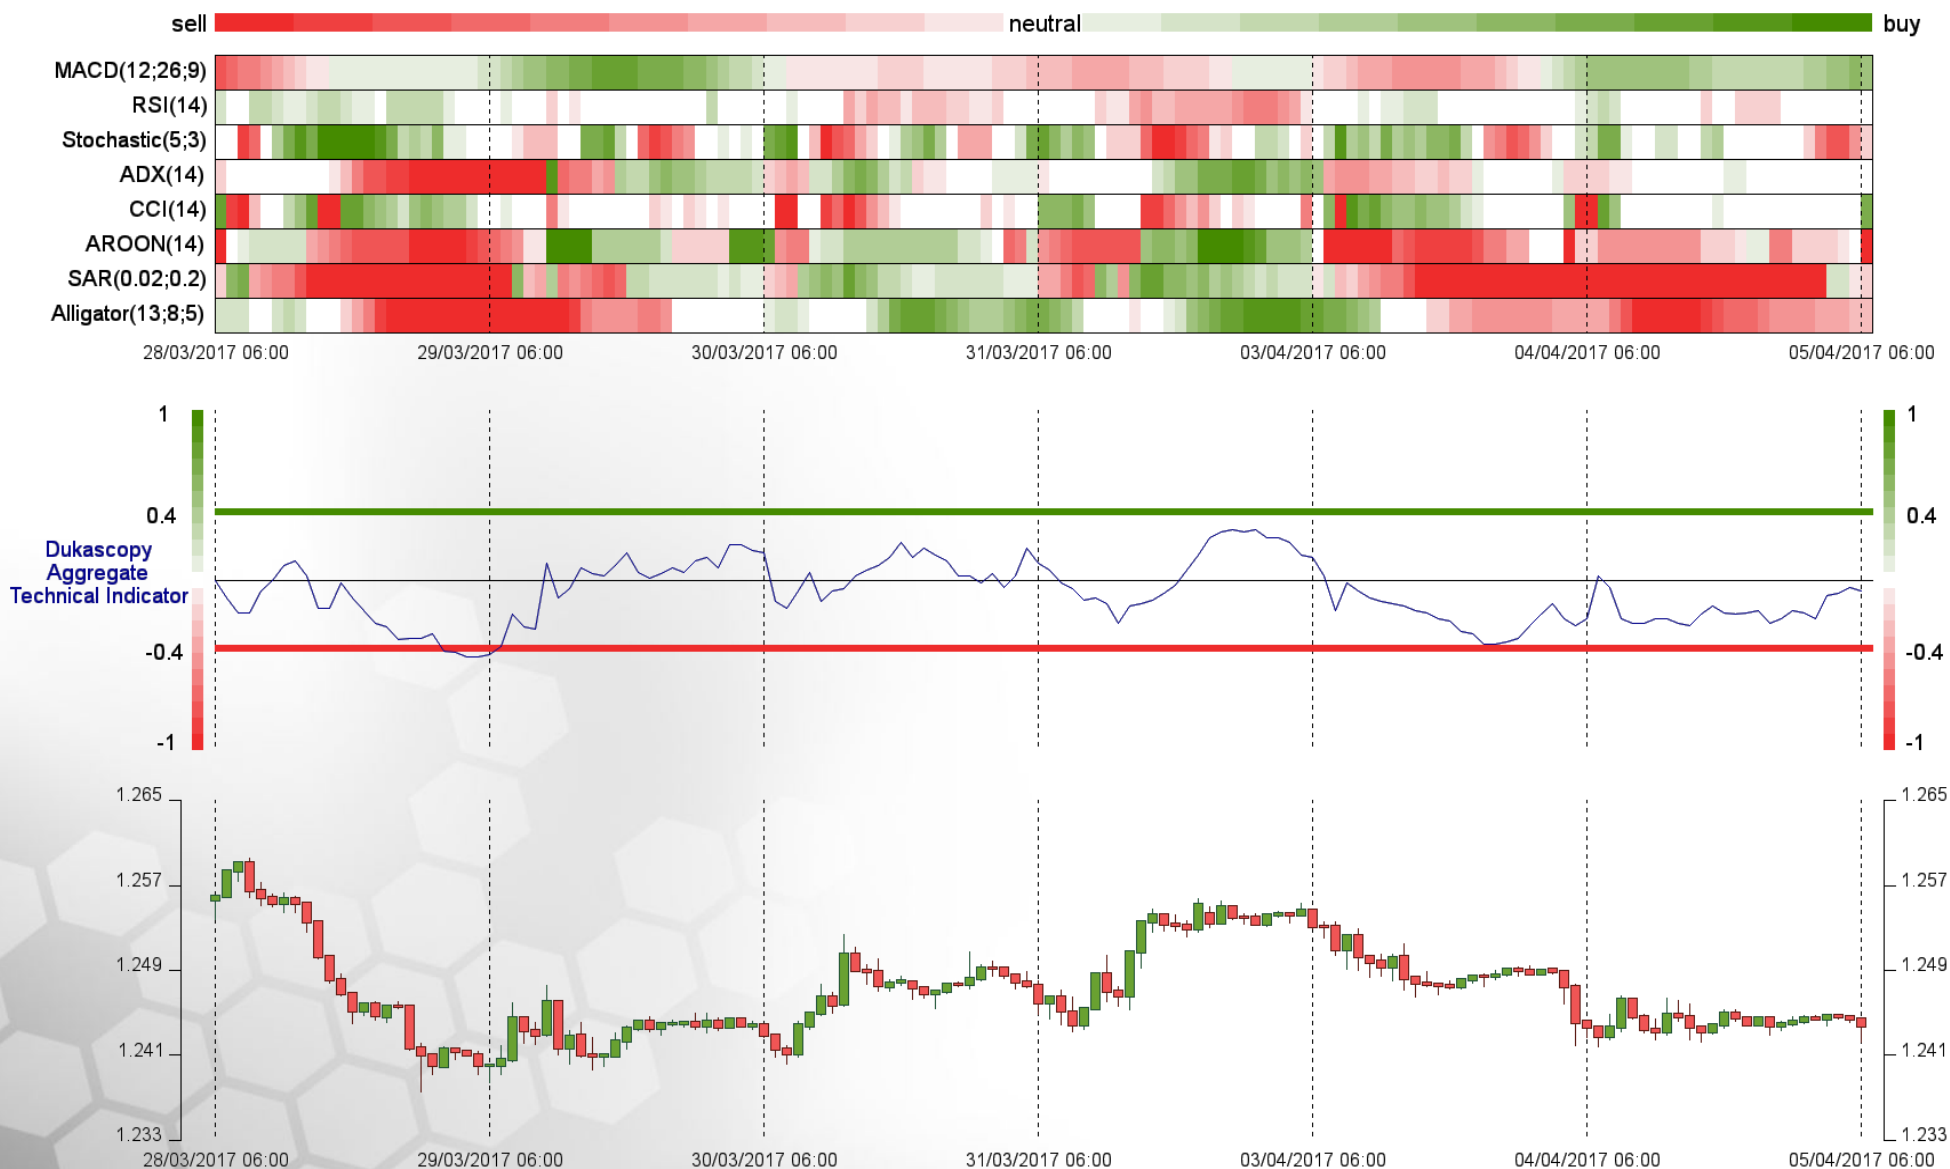 sell neutral buy
MACD(12;26;9)
RSI(14)
Stochastic(5;3)
ADX(14)
CCI(14)
AROON(14)
SAR(0.02;0.2)
Alligator(13;8;5)
28/03/2017 06:00 29/03/2017 06:00 30/03/2017 06:00 31/03/2017 06:00 03/04/2017 06:00 04/04/2017 06:00 05/04/2017 06:00
1 1
0.4 0.4
Dukascopy
Aggregate
Technical Indicator
-0.4 -0.4
-1 -1
1.265 1.265
1.257 1.257
1.249 1.249
1.241 1.241
1.233 1.233
28/03/2017 06:00 29/03/2017 06:00 30/03/2017 06:00 31/03/2017 06:00 03/04/2017 06:00 04/04/2017 06:00 05/04/2017 06:00